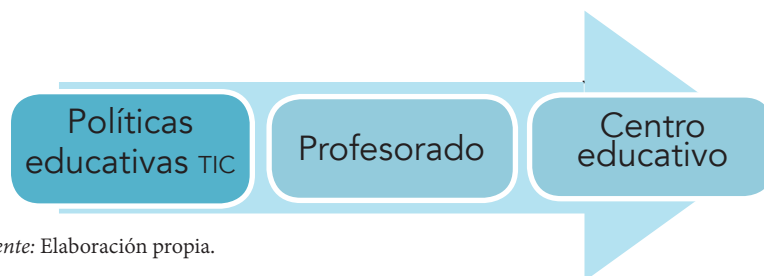 Políticas
educativas TIC
Profesorado
Centro
educativo
ente: Elaboración propia.